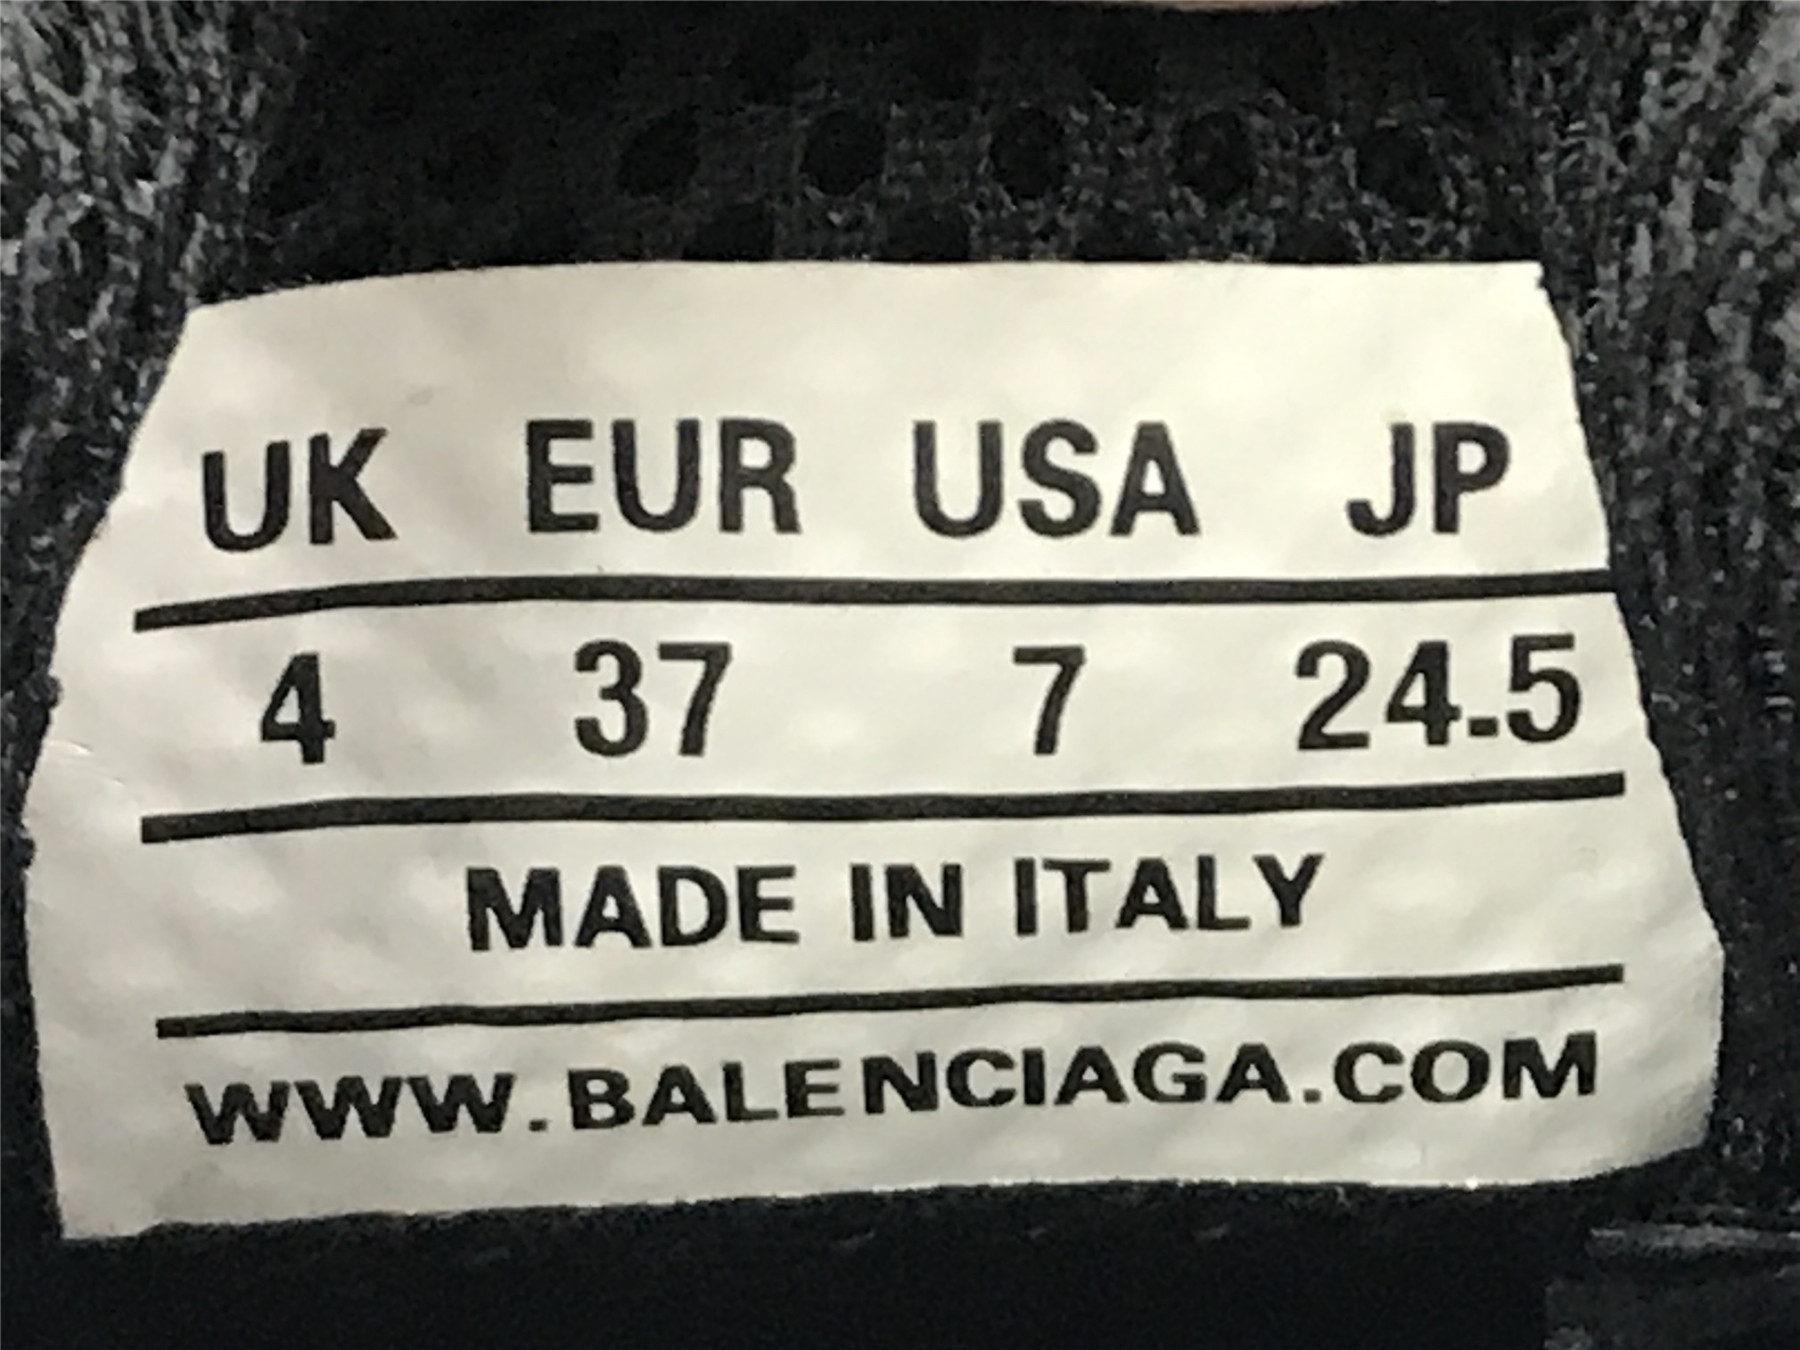 UK EUR USA JP
4 37 7 24.5
MADE IN ITALY
WWW.BALENCIAGA.COM